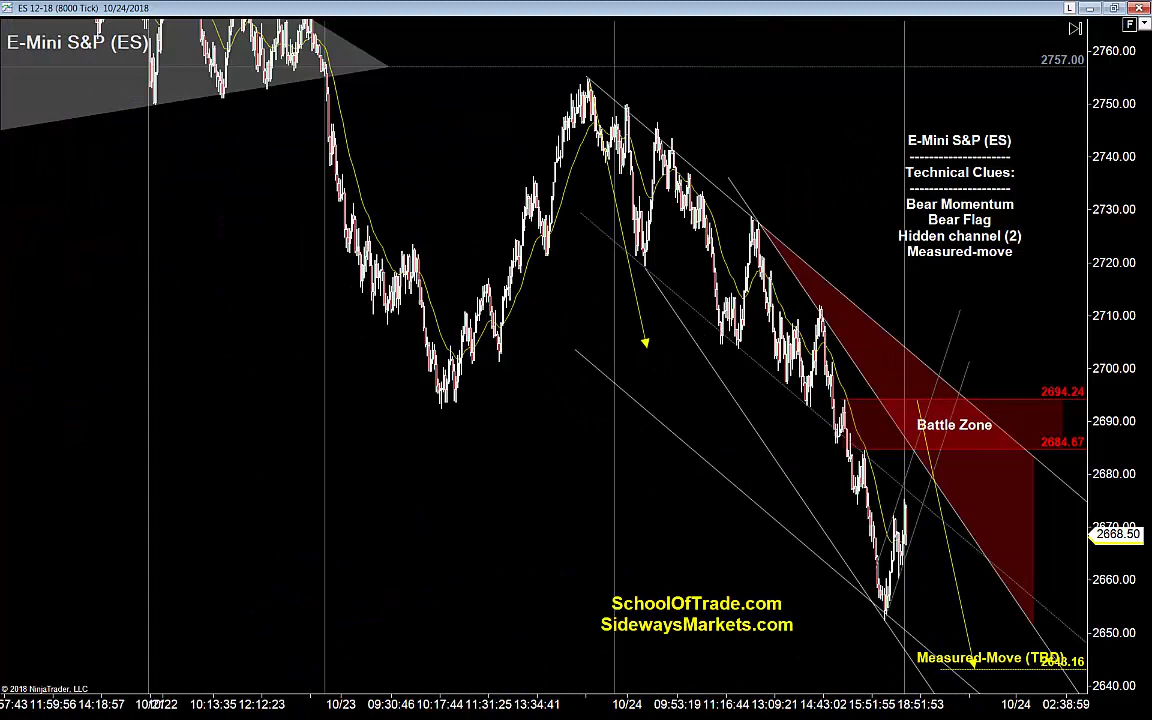 ES 12-18 (8000 Tick) 10/24/2018
L
F
E-Mini S&P (ES)
2760.00
2757.00
2750.00
2740.00
2730.00
2720.00
2710.00
2700.00
2690.00
2680.00
2670.00
2660.00
2650.00
2640.00
E-Mini S&P (ES)
----------------------
Technical Clues:
----------------------
Bear Momentum
Bear Flag
Hidden channel (2)
Measured-move
2694.24
Battle Zone
2684.67
2668.50
SchoolOfTrade.com
SidewaysMarkets.com
Measured-Move (TBD)
© 2018 NinjaTrader, LLC
57:43 11:59:56 14:18:57 10:13:35 12:12:23 10/23 09:30:46 10:17:44 11:31:25 13:34:41 10/24 09:53:19 11:16:44 13:09:21 14:43:02 15:51:55 18:51:53 10/24 02:38:59